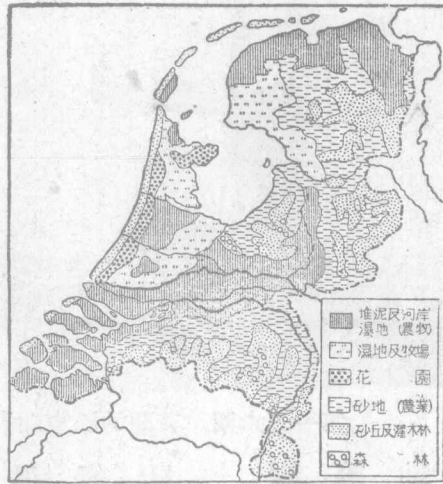 堆泥及河岸
濕地 (農物)
濕地及牧場
花 園
砂地 (農業)
砂丘及灌木林
森 林